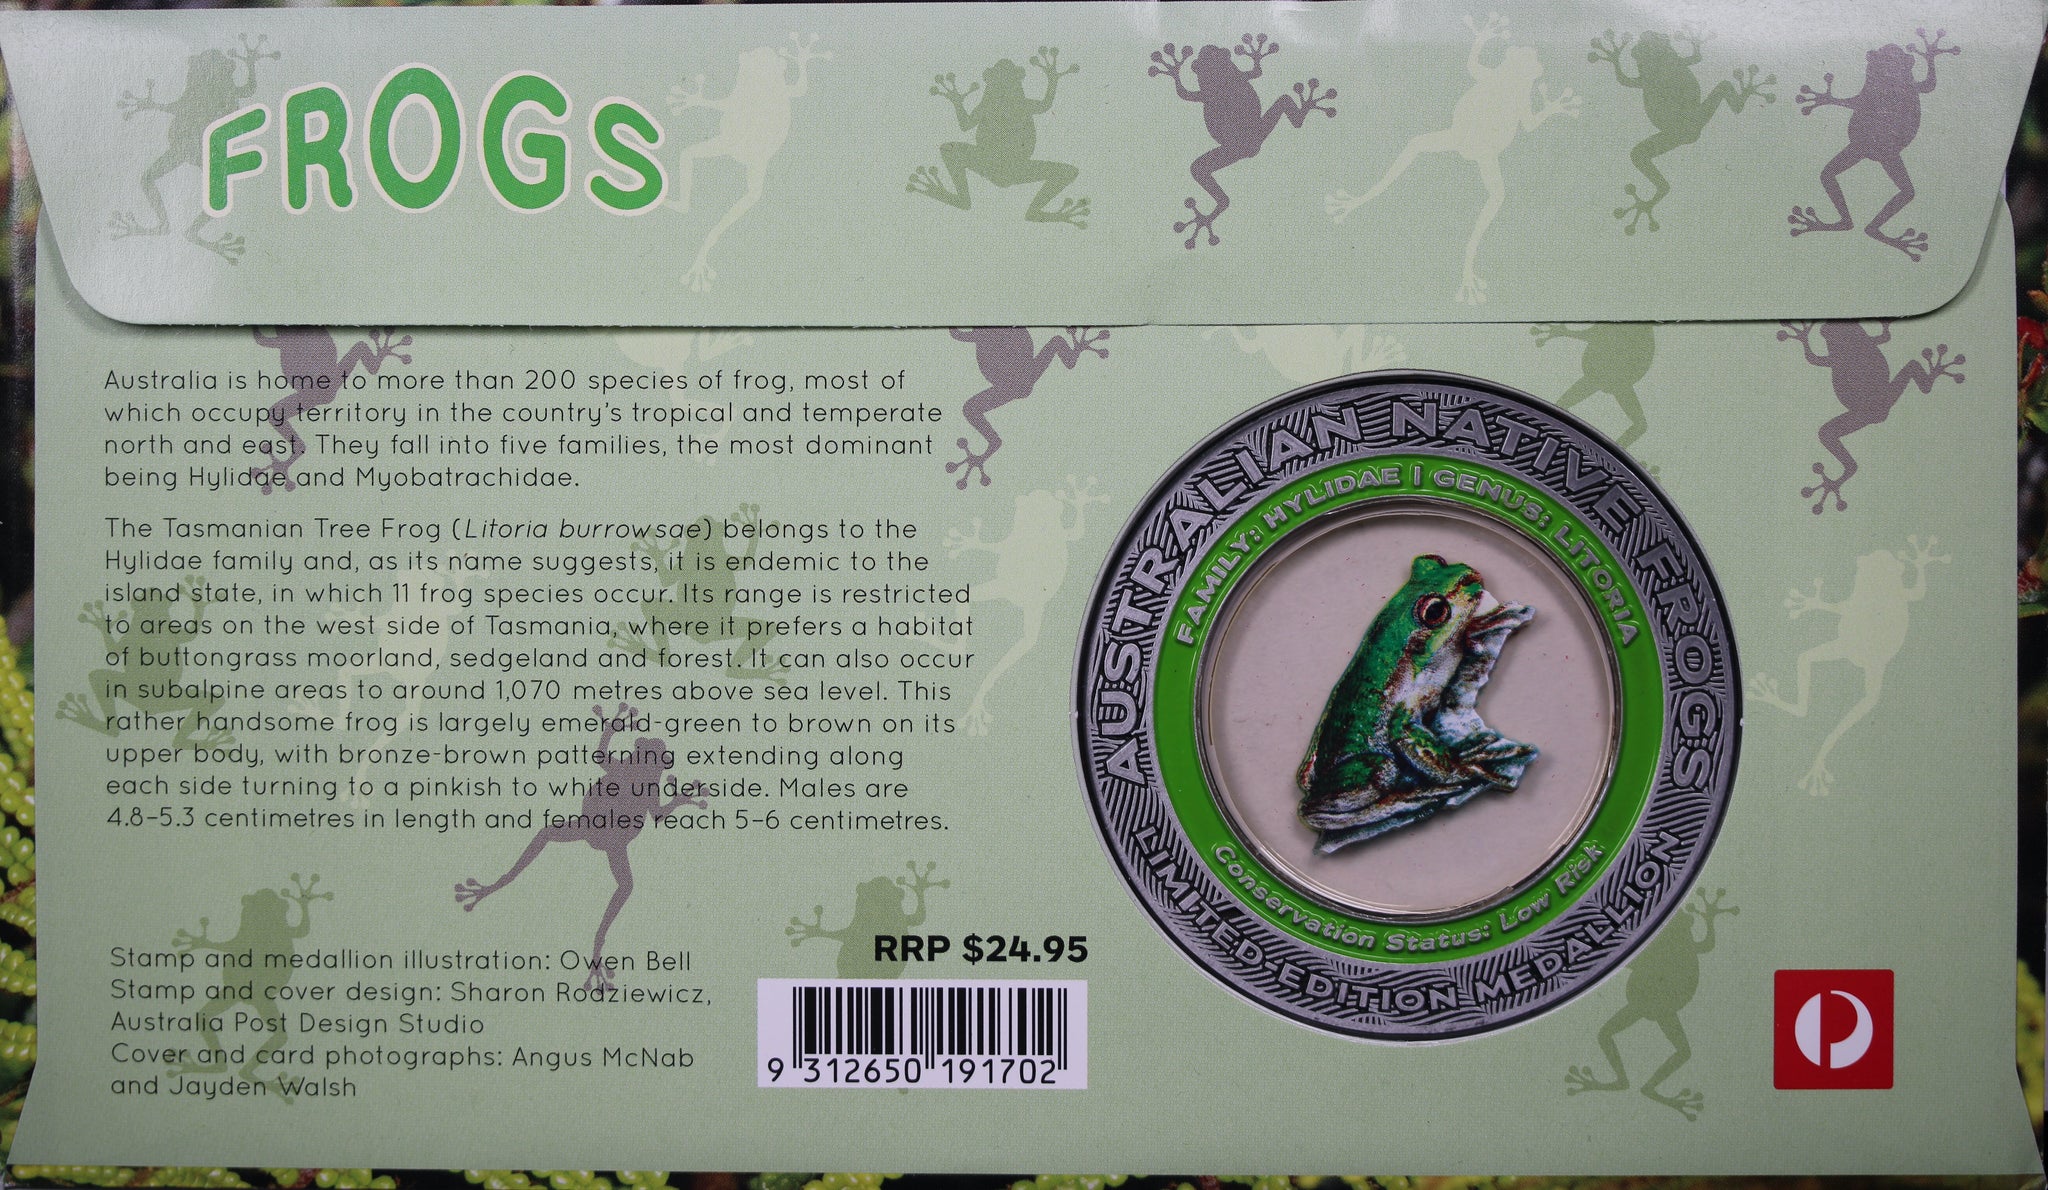 FROGS
Australia is home to more than 200 species of frog, most of
which occupy territory in the country's tropical and temperate
north and east. They fall into five families, the most dominant
being Hylidae and Myobatrachidae.
The Tasmanian Tree Frog (Litoria burrowsae) belongs to the
Hylidae family and, as its name suggests, it is endemic to the
island state, in which 11 frog species occur. Its range is restricted
to areas on the west side of Tasmania, where it prefers a habitat
of buttongrass moorland, sedgeland and forest. It can also occur
in subalpine areas to around 1,070 metres above sea level. This
rather handsome frog is largely emerald-green to brown on its
upper body, with bronze-brown patterning extending along
each side turning to a pinkish to white underside. Males are
4.8–5.3 centimetres in length and females reach 5–6 centimetres.
Stamp and medallion illustration: Owen Bell
Stamp and cover design: Sharon Rodziewicz,
Australia Post Design Studio
Cover and card photographs: Angus McNab
and Jayden Walsh
RRP $24.95
9 312650 191702
AUSTRALIAN NATIVE FROGS
FAMILY: HYLIDAE | GENUS: LITORIA
Conservation Status: Low Risk
LIMITED-EDITION MEDALLION